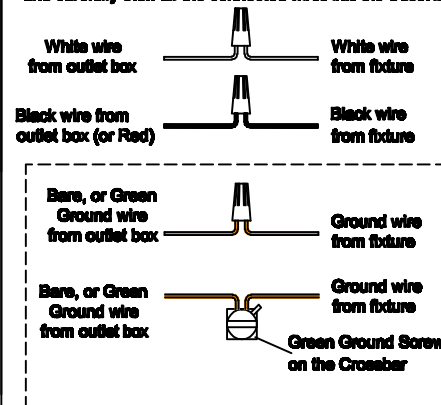 White wire
from outlet box
White wire
from fixture
Black wire from
outlet box (or Red)
Black wire
from fixture
Bare, or Green
Ground wire
from outlet box
Ground wire
from fixture
Bare, or Green
Ground wire
from outlet box
Ground wire
from fixture
Green Ground Screw
on the Crossbar